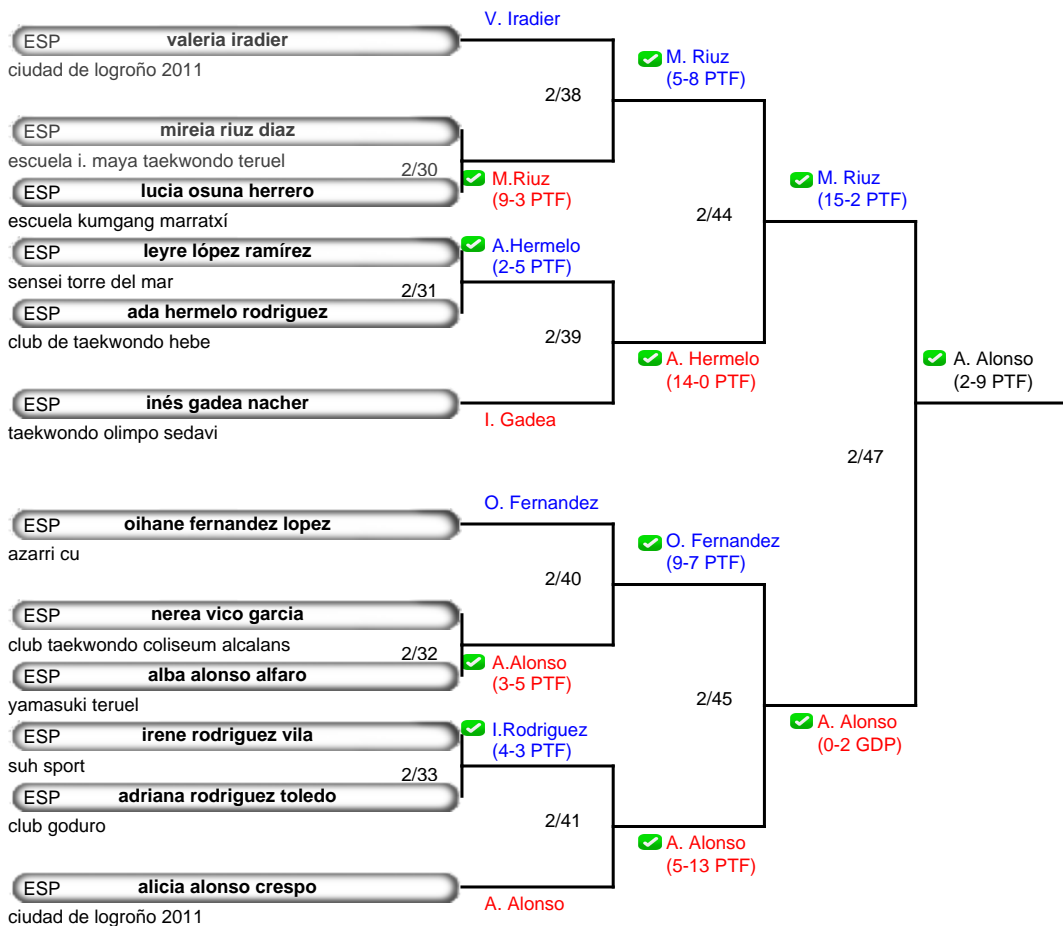 V. Iradier
ESP valeria iradier
ciudad de logroño 2011
M. Riuz
(5-8 PTF)
2/38
ESP mireia riuz diaz
escuela i. maya taekwondo teruel
2/30
M.Riuz
(9-3 PTF)
ESP lucia osuna herrero
escuela kumgang marratxí
M. Riuz
(15-2 PTF)
2/44
ESP leyre lópez ramírez
sensei torre del mar
A.Hermelo
(2-5 PTF)
2/31
ESP ada hermelo rodriguez
club de taekwondo hebe
2/39
A. Hermelo
(14-0 PTF)
A. Alonso
(2-9 PTF)
ESP inés gadea nacher
taekwondo olimpo sedavi
I. Gadea
2/47
O. Fernandez
ESP oihane fernandez lopez
azarri cu
O. Fernandez
(9-7 PTF)
2/40
ESP nerea vico garcia
club taekwondo coliseum alcalans
2/32
A.Alonso
(3-5 PTF)
ESP alba alonso alfaro
yamasuki teruel
2/45
A. Alonso
(0-2 GDP)
ESP irene rodriguez vila
suh sport
I.Rodriguez
(4-3 PTF)
2/33
ESP adriana rodriguez toledo
club goduro
2/41
A. Alonso
(5-13 PTF)
ESP alicia alonso crespo
ciudad de logroño 2011
A. Alonso